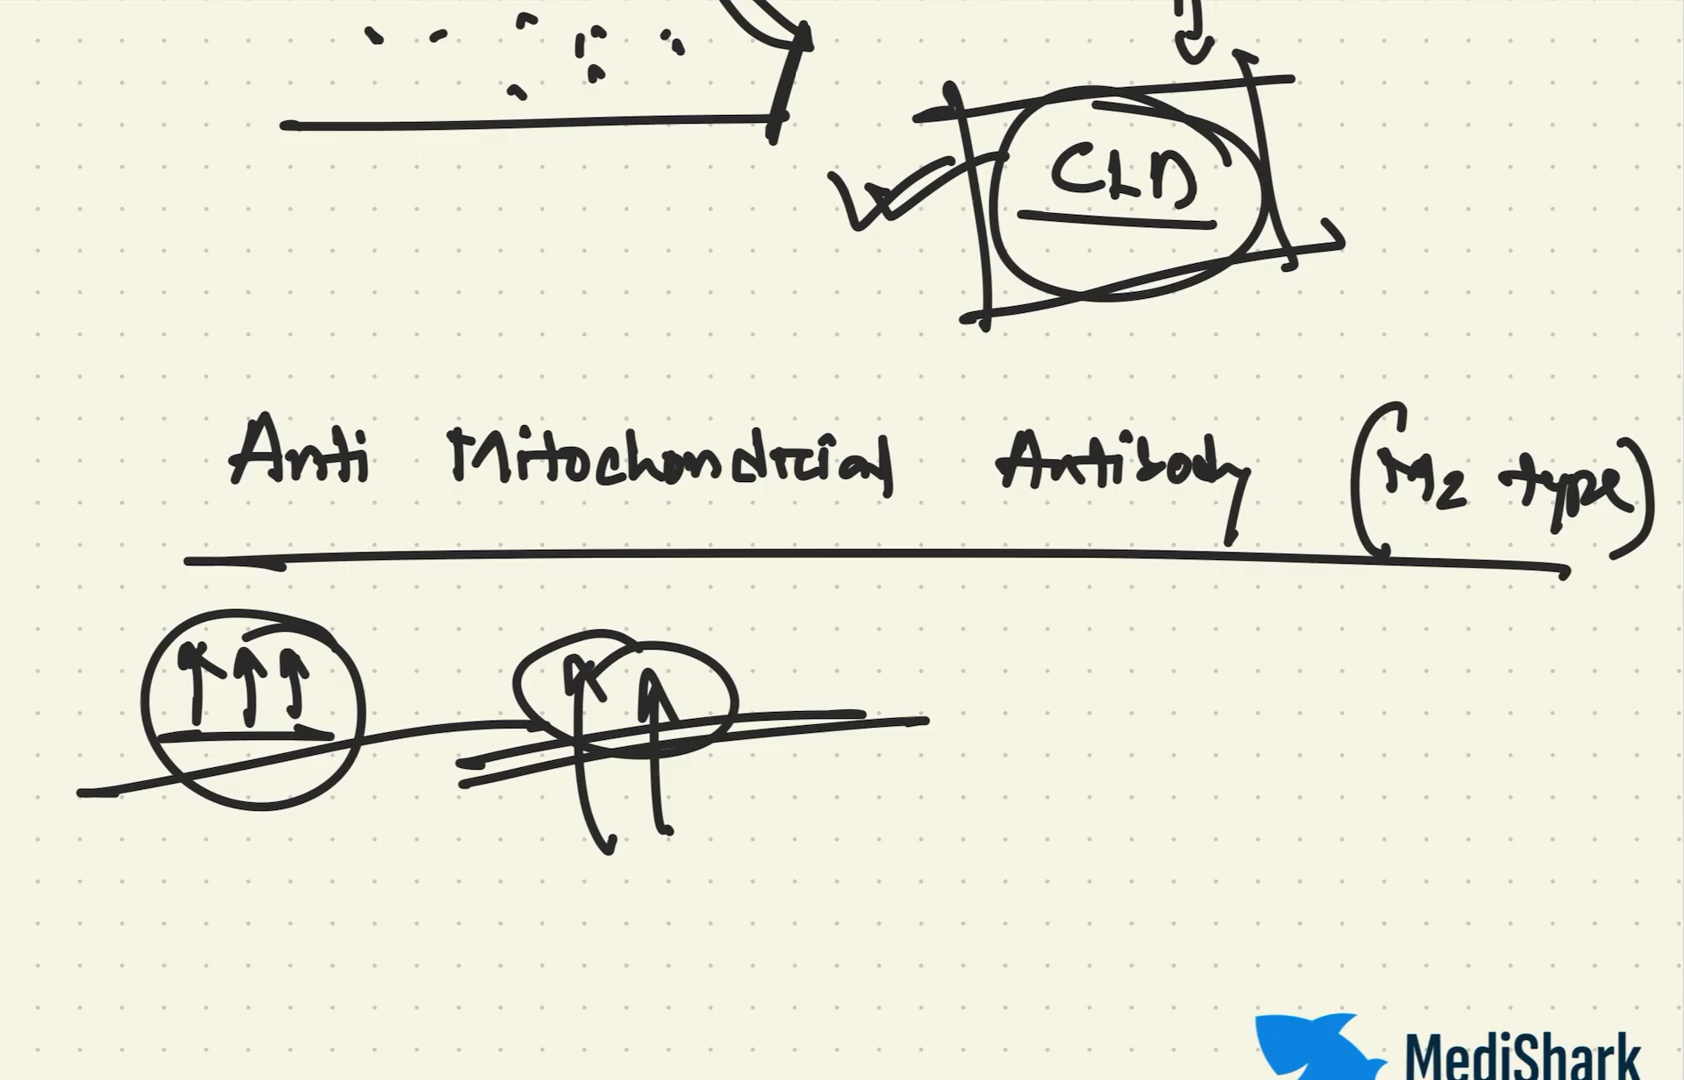 CLD
Anti Mitochondrial Antibody (M2 type)
↑↑↑ ↑↑
MediShark